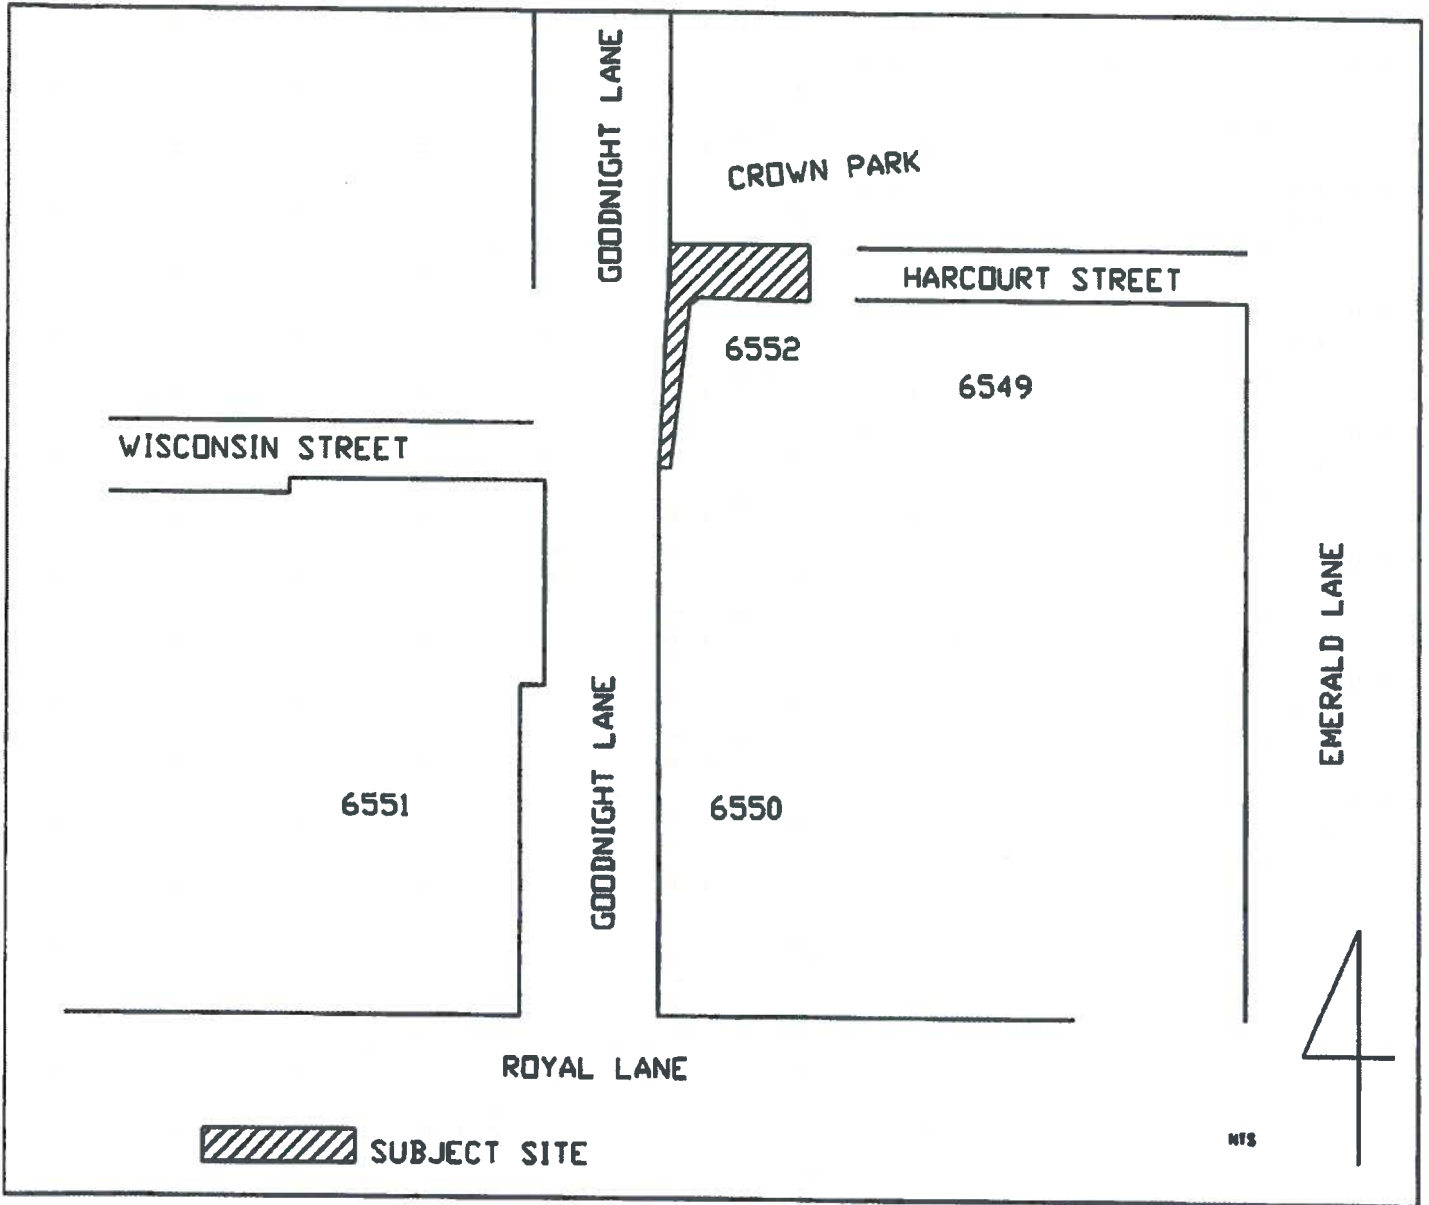 GOODNIGHT LANE
CROWN PARK
HARCOURT STREET
6552
6549
WISCONSIN STREET
EMERALD LANE
GOODNIGHT LANE
6551
6550
ROYAL LANE
SUBJECT SITE
NTS